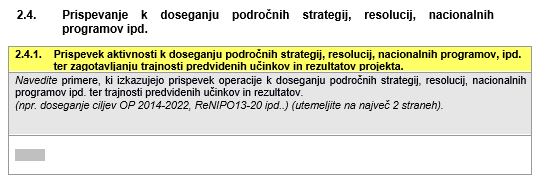 2.4. Prispevanje k doseganju področnih strategij, resolucij, nacionalnih
programov ipd.
2.4.1. Prispevek aktivnosti k doseganju področnih strategij, resolucij, nacionalnih programov, ipd.
ter zagotavljanju trajnosti predvidenih učinkov in rezultatov projekta.
Navedite primere, ki izkazujejo prispevek operacije k doseganju področnih strategij, resolucij, nacionalnih
programov ipd. ter trajnosti predvidenih učinkov in rezultatov.
(npr. doseganje ciljev OP 2014-2022, ReNIPO13-20 ipd..) (utemeljite na največ 2 straneh).